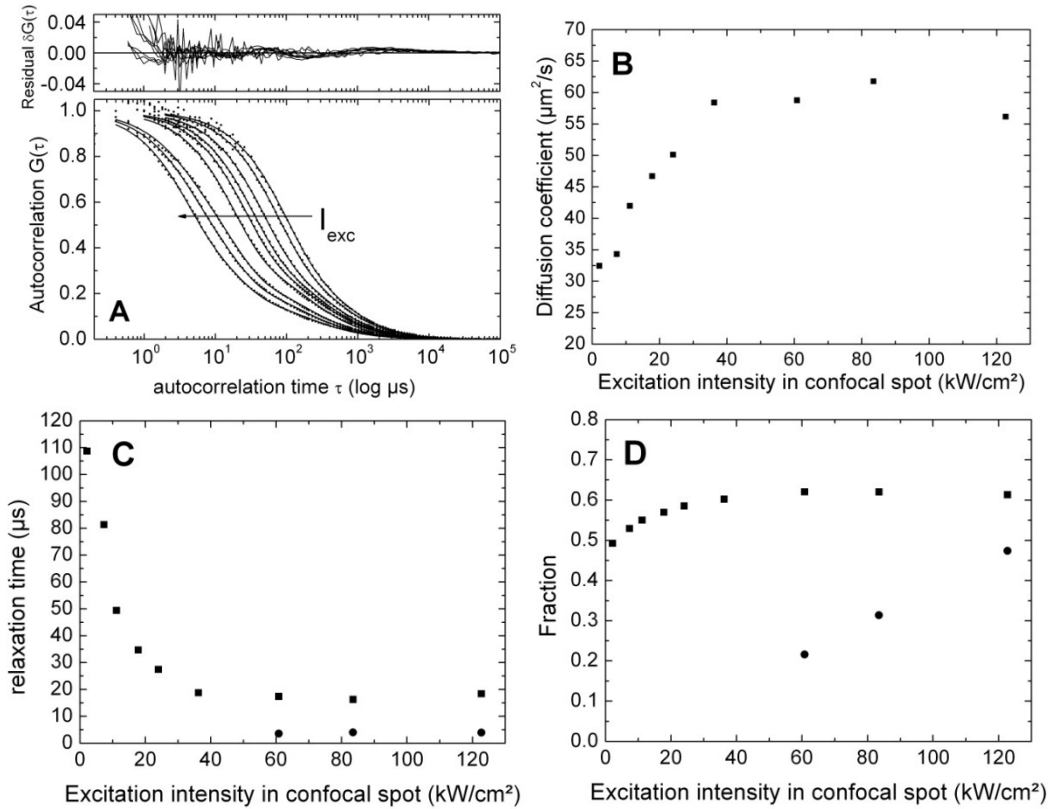 Residual δG(τ)
0.04
0.00
-0.04
A
Autocorrelation G(τ)
1.0
0.8
0.6
0.4
0.2
0.0
I exc
10⁰ 10¹ 10² 10³ 10⁴ 10⁵
autocorrelation time τ (log µs)
B
Diffusion coefficient (µm²/s)
70
65
60
55
50
45
40
35
30
25
20
0 20 40 60 80 100 120
Excitation intensity in confocal spot (kW/cm²)
C
relaxation time (µs)
120
110
100
90
80
70
60
50
40
30
20
10
0
0 20 40 60 80 100 120
Excitation intensity in confocal spot (kW/cm²)
D
Fraction
0.8
0.7
0.6
0.5
0.4
0.3
0.2
0.1
0.0
0 20 40 60 80 100 120
Excitation intensity in confocal spot (kW/cm²)